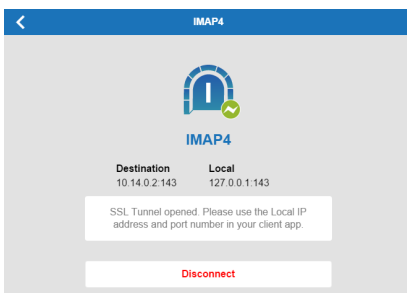 IMAP4
I
IMAP4
Destination Local
10.14.0.2:143 127.0.0.1:143
SSL Tunnel opened. Please use the Local IP
address and port number in your client app.
Disconnect